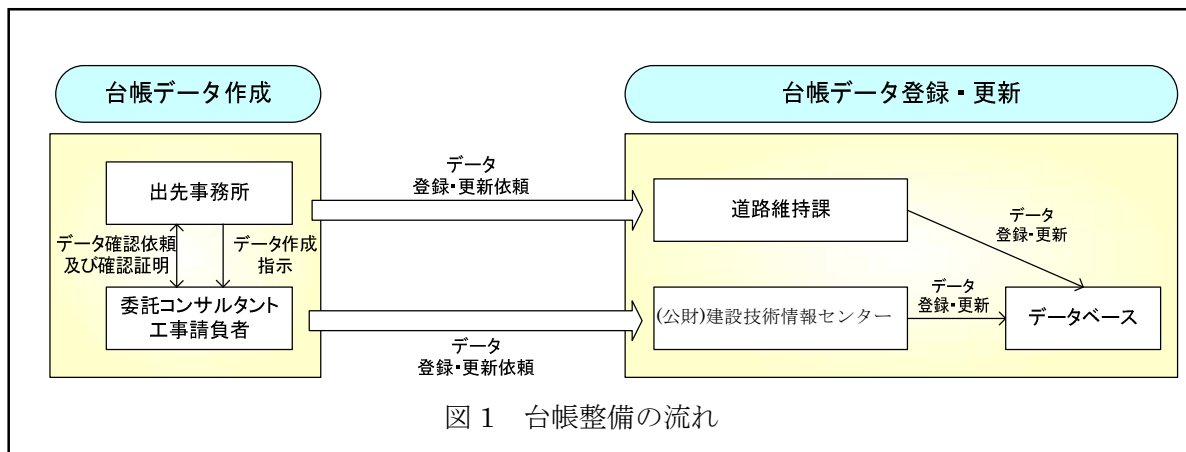 台帳データ作成
台帳データ登録・更新
出先事務所
データ確認依頼
及び確認証明
データ作成
指示
委託コンサルタント
工事請負者
データ
登録・更新依頼
データ
登録・更新依頼
道路維持課
(公財)建設技術情報センター
データ
登録・更新
データ
登録・更新
データベース
図 1 台帳整備の流れ